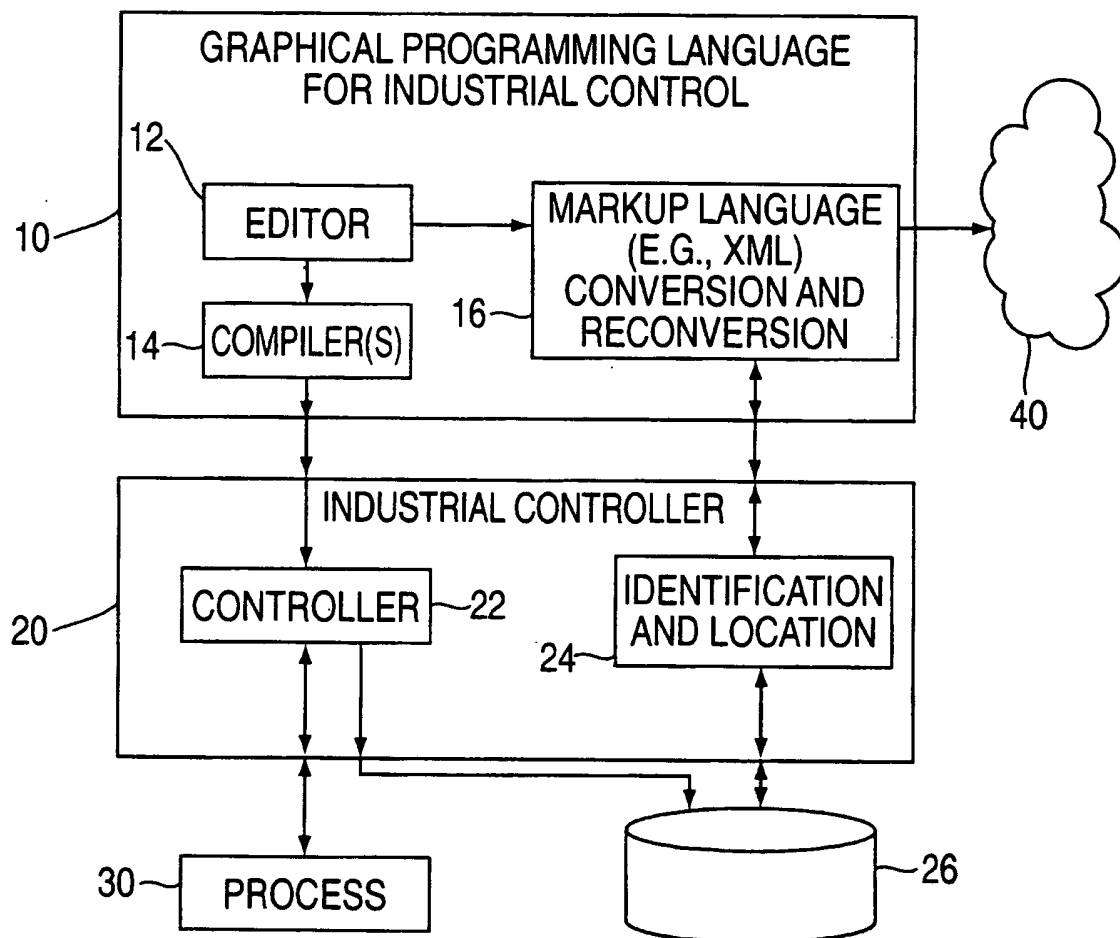 GRAPHICAL PROGRAMMING LANGUAGE
FOR INDUSTRIAL CONTROL
12
10
EDITOR
MARKUP LANGUAGE
(E.G., XML)
CONVERSION AND
RECONVERSION
16
14
COMPILER(S)
40
INDUSTRIAL CONTROLLER
20
CONTROLLER
22
IDENTIFICATION
AND LOCATION
24
30
PROCESS
26